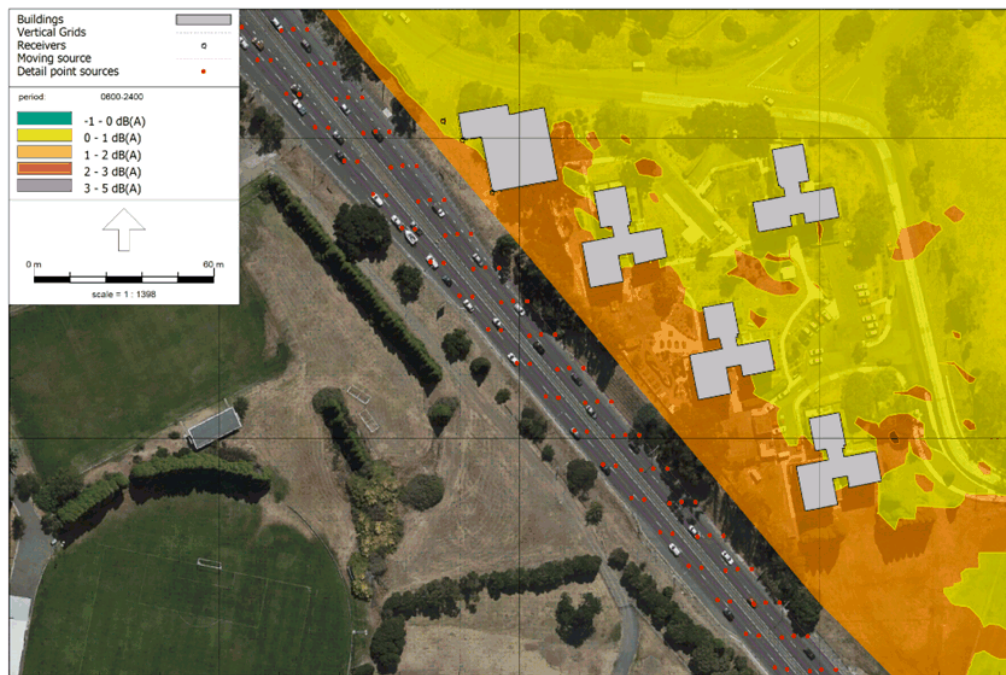 Buildings
Vertical Grids
Receivers
Moving source
Detail point sources
period: 0600-2400
-1 - 0 dB(A)
0 - 1 dB(A)
1 - 2 dB(A)
2 - 3 dB(A)
3 - 5 dB(A)
0 m 60 m
scale = 1 : 1398